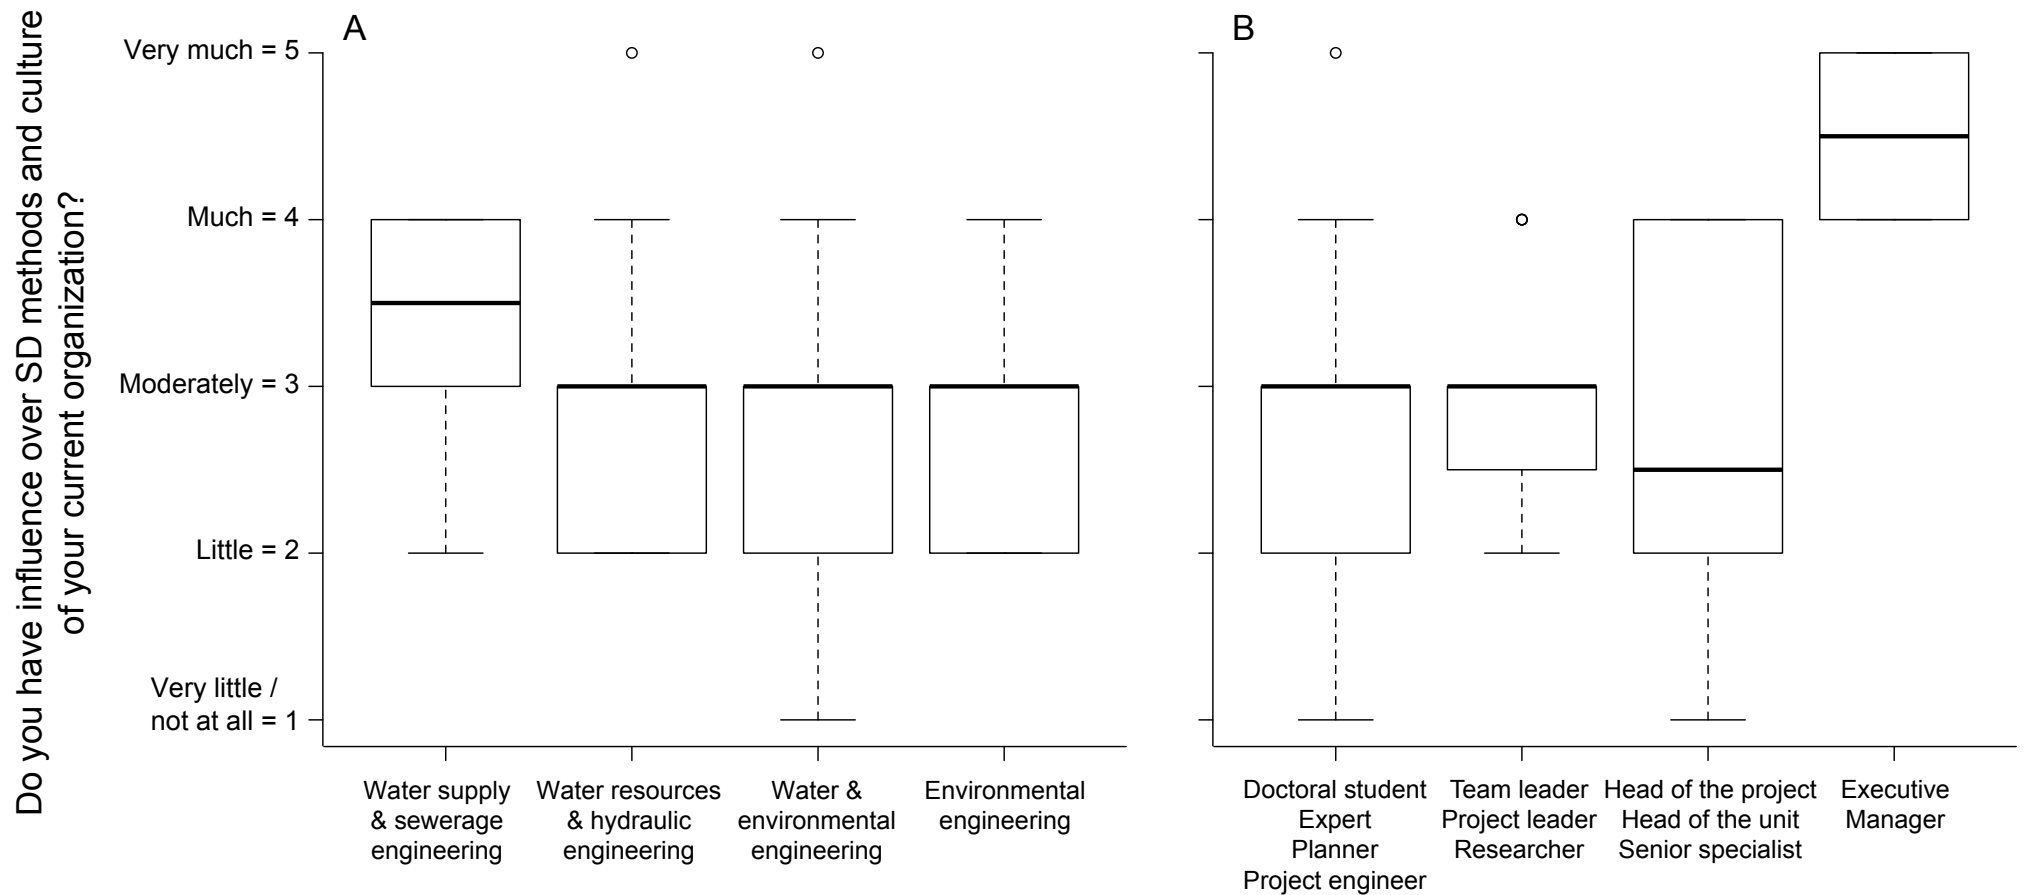 Do you have influence over SD methods and culture
of your current organization?
A
Very much = 5
Much = 4
Moderately = 3
Little = 2
Very little /
not at all = 1
Water supply
& sewerage
engineering
Water resources
& hydraulic
engineering
Water &
environmental
engineering
Environmental
engineering
B
Doctoral student
Expert
Planner
Project engineer
Team leader
Project leader
Researcher
Head of the project
Head of the unit
Senior specialist
Executive
Manager